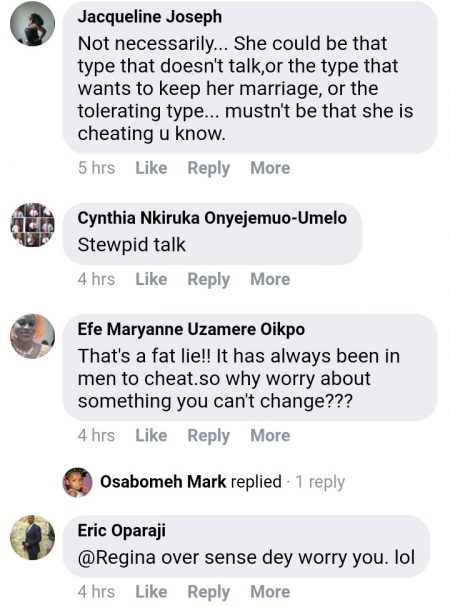 Jacqueline Joseph
Not necessarily... She could be that
type that doesn't talk,or the type that
wants to keep her marriage, or the
tolerating type... mustn't be that she is
cheating u know.
5 hrs Like Reply More
Cynthia Nkiruka Onyejemuo-Umelo
Stewpid talk
4 hrs Like Reply More
Efe Maryanne Uzamere Oikpo
That's a fat lie!! It has always been in
men to cheat.so why worry about
something you can't change???
4 hrs Like Reply More
Osabomeh Mark replied · 1 reply
Eric Oparaji
@Regina over sense dey worry you. lol
4 hrs Like Reply More